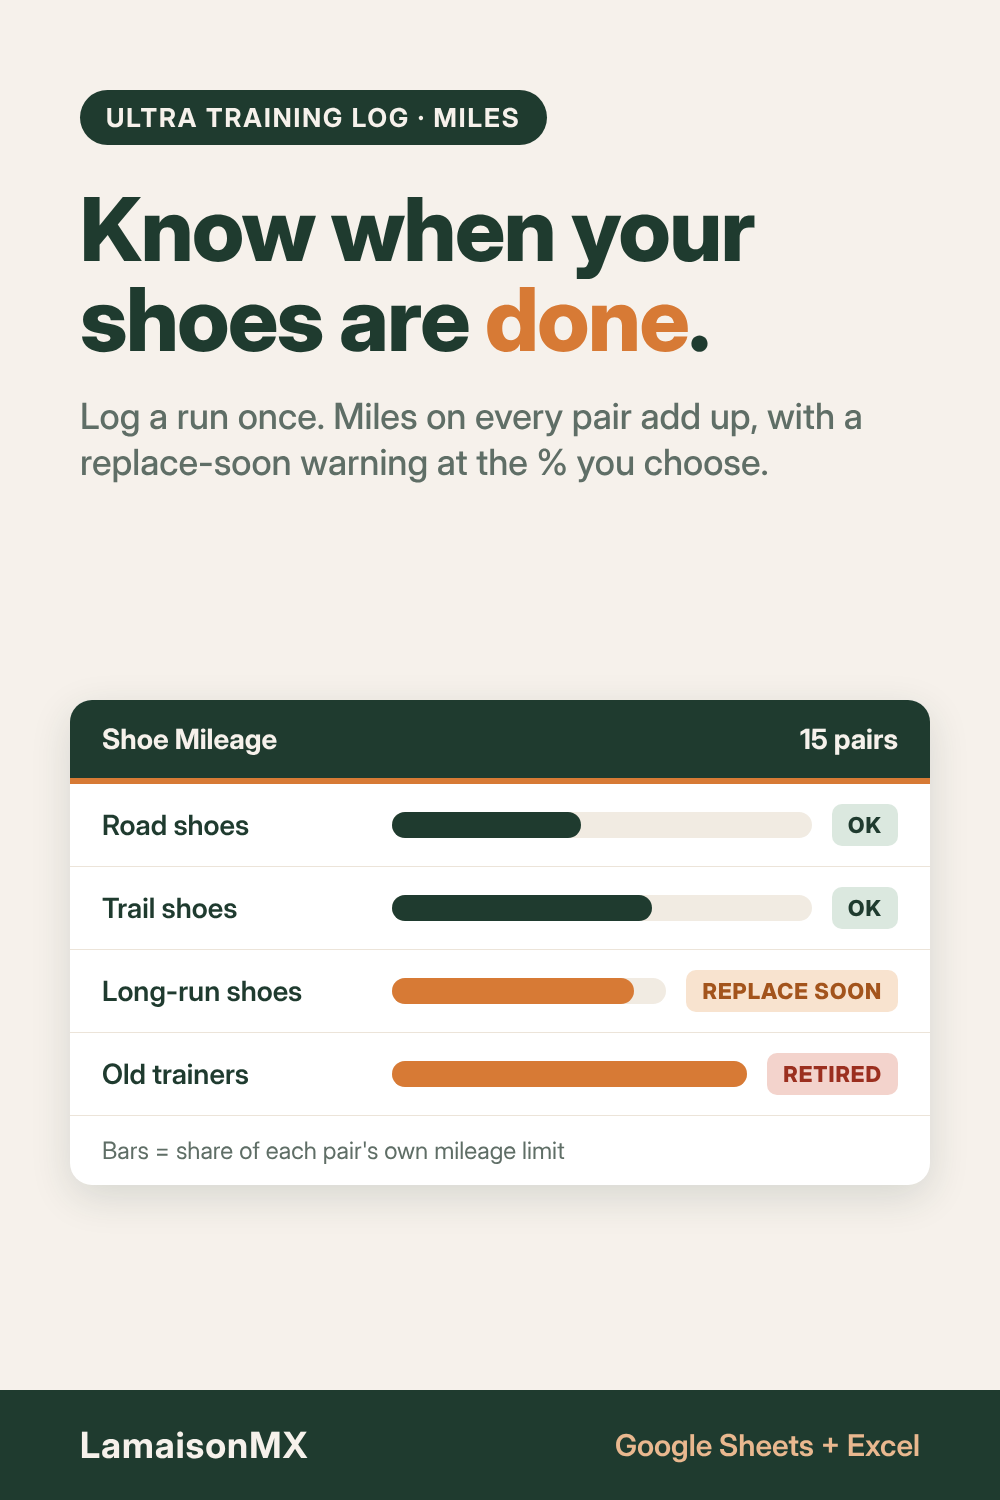 ULTRA TRAINING LOG · MILES
Know when your
shoes are done.
Log a run once. Miles on every pair add up, with a
replace-soon warning at the % you choose.
Shoe Mileage 15 pairs
Road shoes OK
Trail shoes OK
Long-run shoes REPLACE SOON
Old trainers RETIRED
Bars = share of each pair's own mileage limit
LamaisonMX Google Sheets + Excel